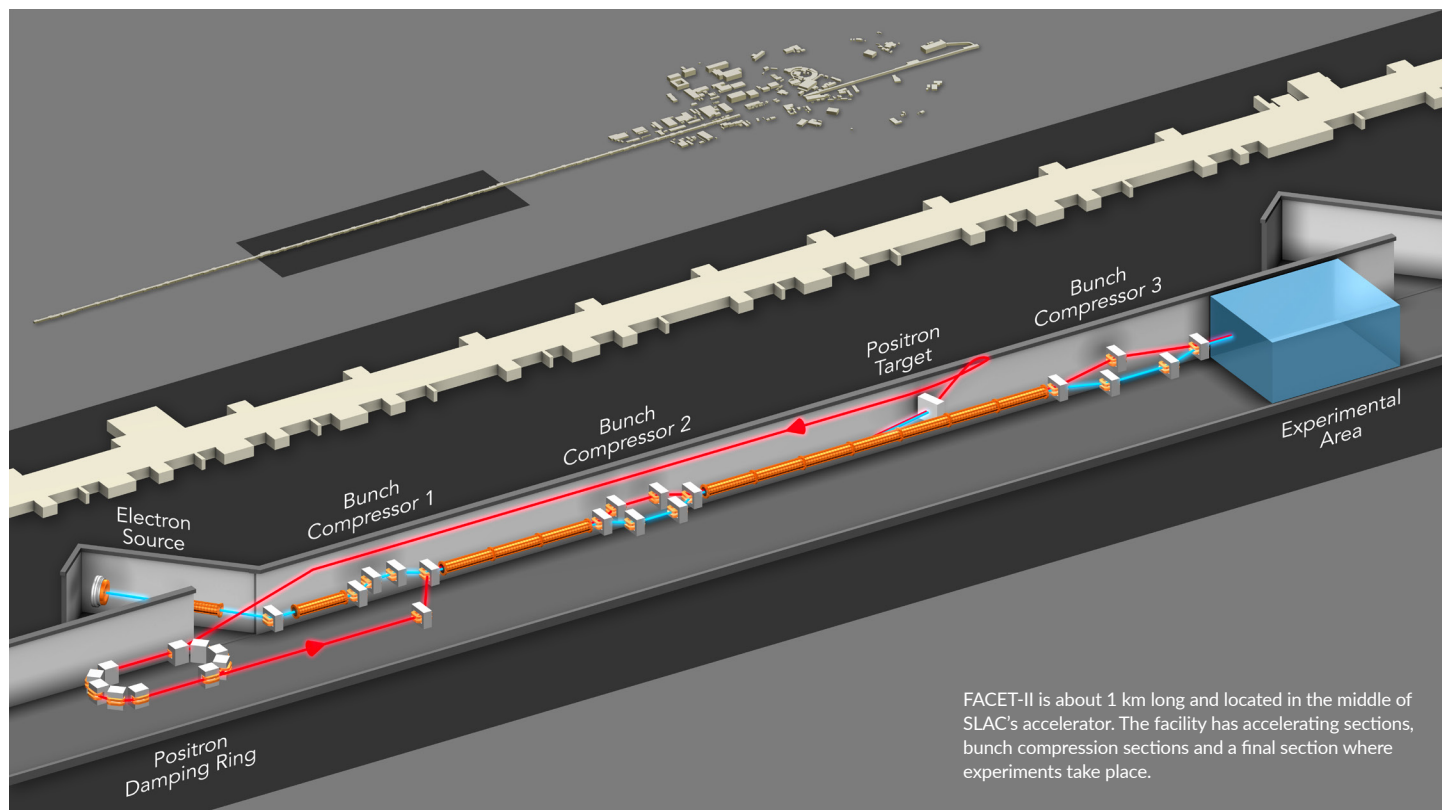 Bunch
Compressor 3
Positron
Target
Bunch
Compressor 2
Experimental
Area
Bunch
Compressor 1
Electron
Source
Positron
Damping Ring
FACET-II is about 1 km long and located in the middle of
SLAC's accelerator. The facility has accelerating sections,
bunch compression sections and a final section where
experiments take place.